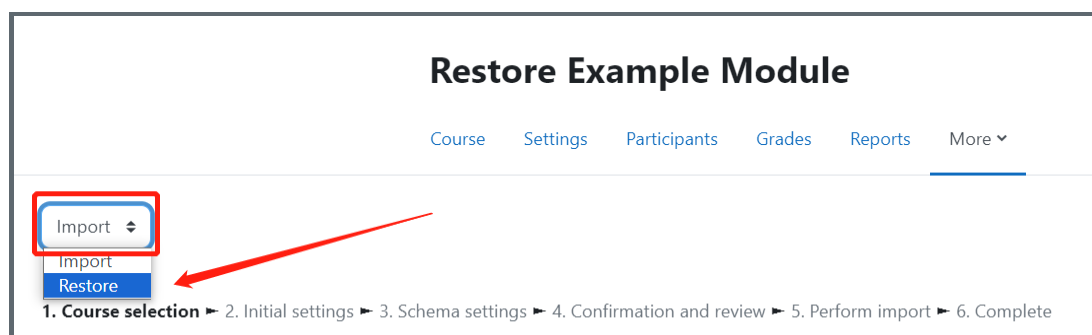 Restore Example Module
Course Settings Participants Grades Reports More
Import
Import
Restore
1. Course selection ► 2. Initial settings ► 3. Schema settings ► 4. Confirmation and review ► 5. Perform import ► 6. Complete